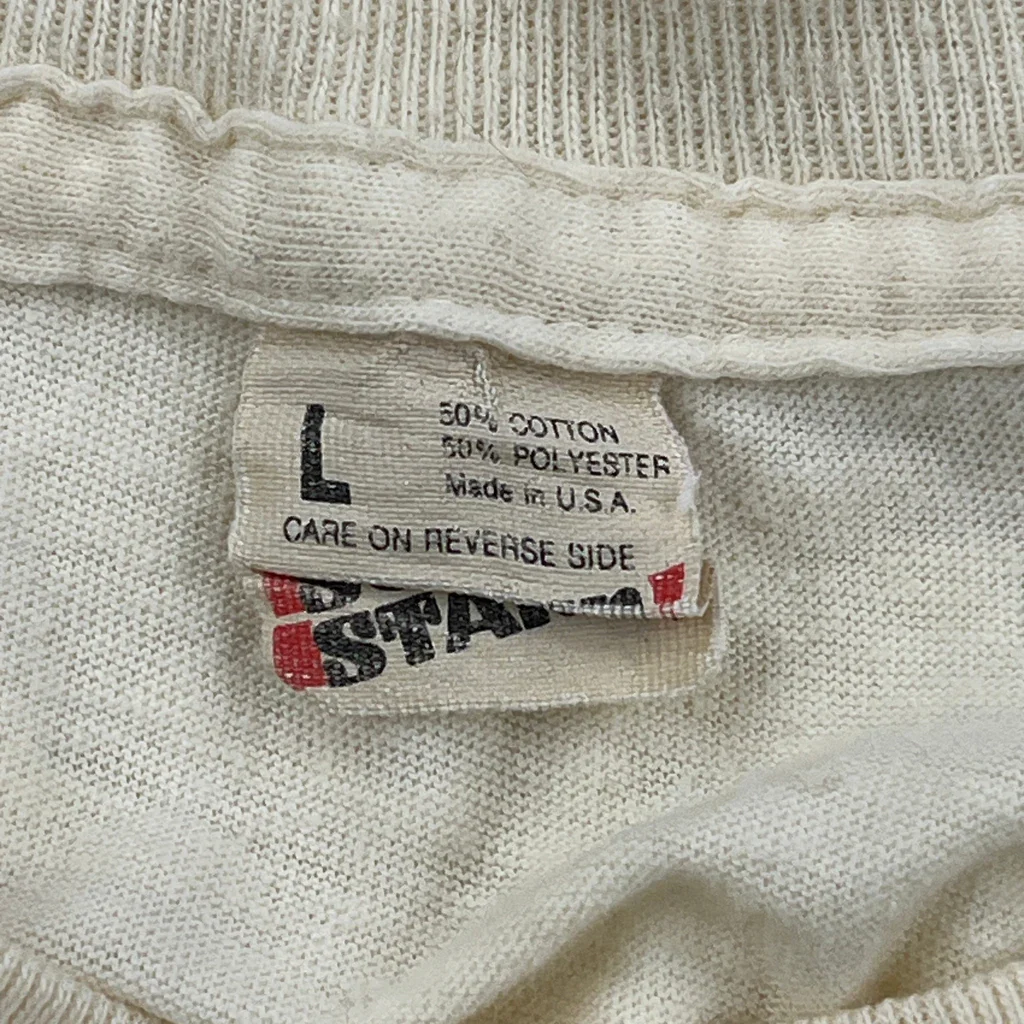 L
50% COTTON
50% POLYESTER
Made in U.S.A.
CARE ON REVERSE SIDE